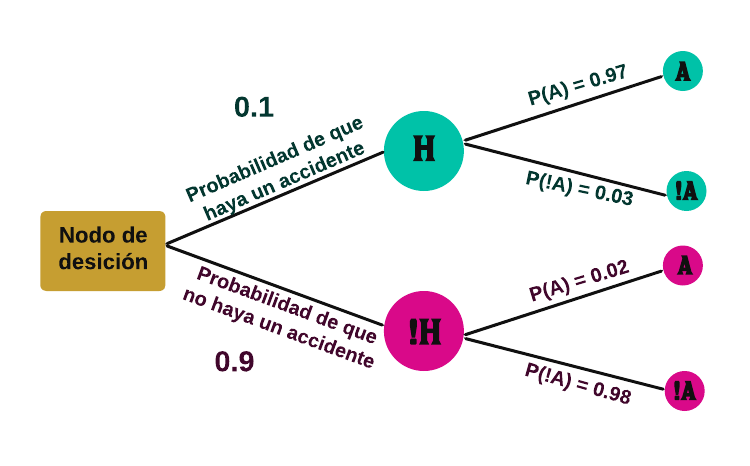 0.1
Probabilidad de que
haya un accidente
Nodo de
desición
Probabilidad de que
no haya un accidente
0.9
H
!H
P(A) = 0.97
P(!A) = 0.03
P(A) = 0.02
P(!A) = 0.98
A
!A
A
!A